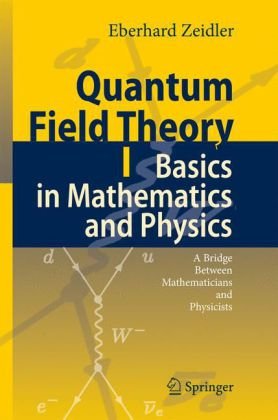 Eberhard Zeidler
Quantum
Field Theory
I Basics
in Mathematics
and Physics
A Bridge
Between
Mathematicians
and
Physicists
d u
W⁻
Springer